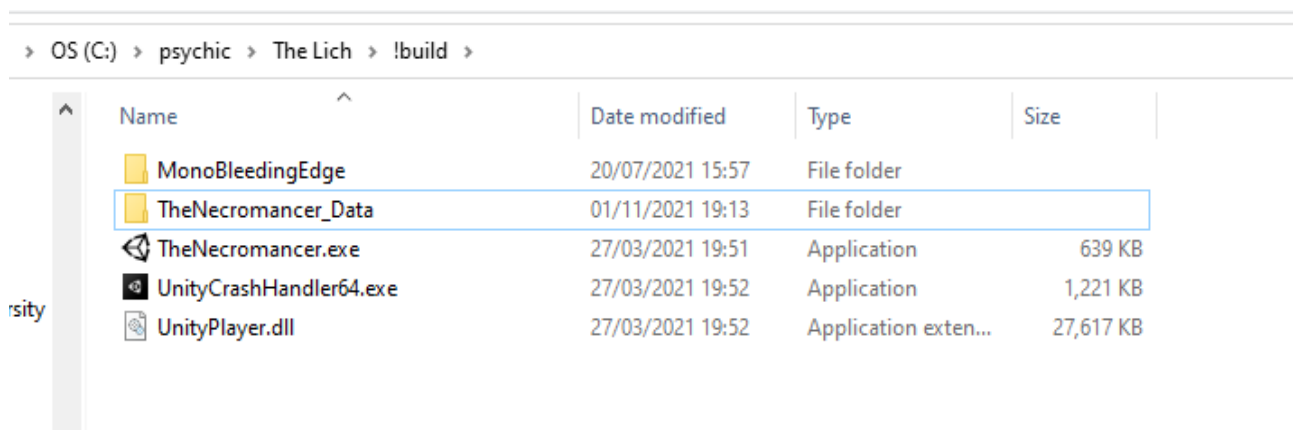 > OS (C:) > psychic > The Lich > !build >
Name Date modified Type Size
MonoBleedingEdge 20/07/2021 15:57 File folder
TheNecromancer_Data 01/11/2021 19:13 File folder
TheNecromancer.exe 27/03/2021 19:51 Application 639 KB
UnityCrashHandler64.exe 27/03/2021 19:52 Application 1,221 KB
rsity
UnityPlayer.dll 27/03/2021 19:52 Application exten... 27,617 KB